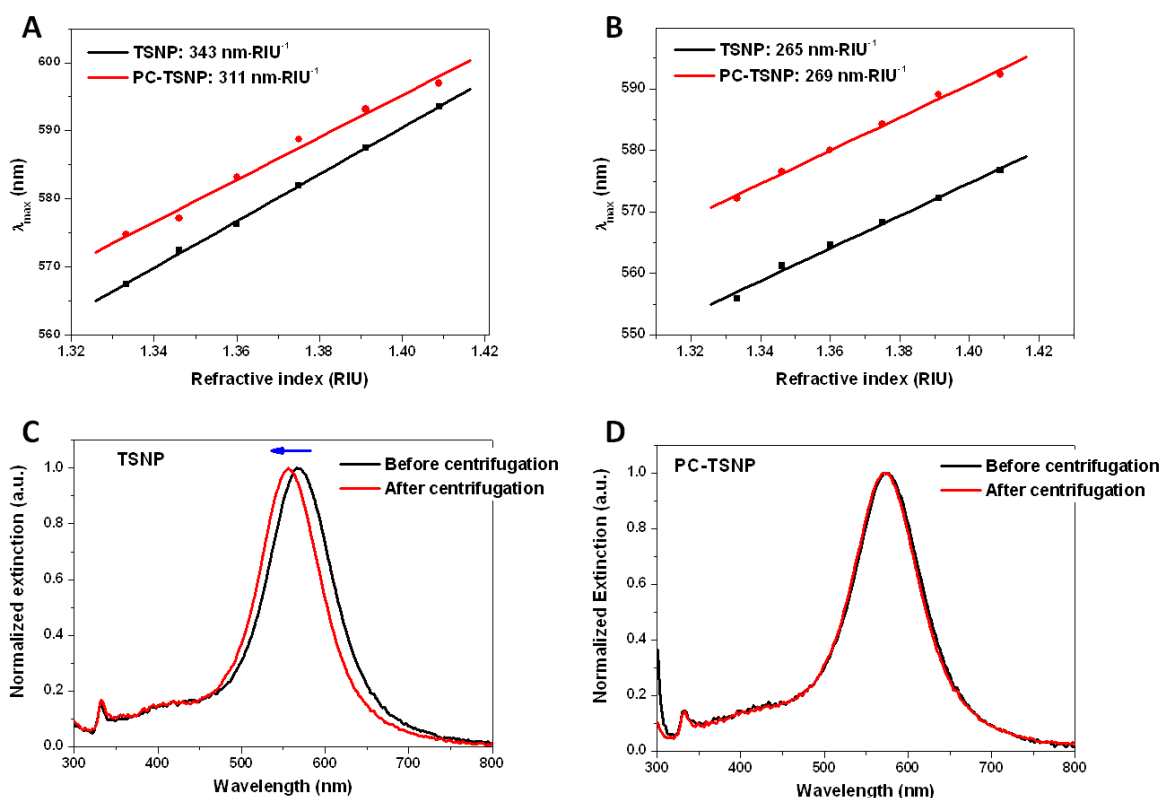 A
TSNP: 343 nm·RIU⁻¹
PC-TSNP: 311 nm·RIU⁻¹
600
590
580
570
560
λmax (nm)
1.32 1.34 1.36 1.38 1.40 1.42
Refractive index (RIU)
B
TSNP: 265 nm·RIU⁻¹
PC-TSNP: 269 nm·RIU⁻¹
590
580
570
560
550
λmax (nm)
1.32 1.34 1.36 1.38 1.40 1.42
Refractive index (RIU)
C
TSNP
Before centrifugation
After centrifugation
1.0
0.8
0.6
0.4
0.2
0.0
Normalized extinction (a.u.)
300 400 500 600 700 800
Wavelength (nm)
D
PC-TSNP
Before centrifugation
After centrifugation
1.0
0.8
0.6
0.4
0.2
0.0
Normalized Extinction (a.u.)
300 400 500 600 700 800
Wavelength (nm)